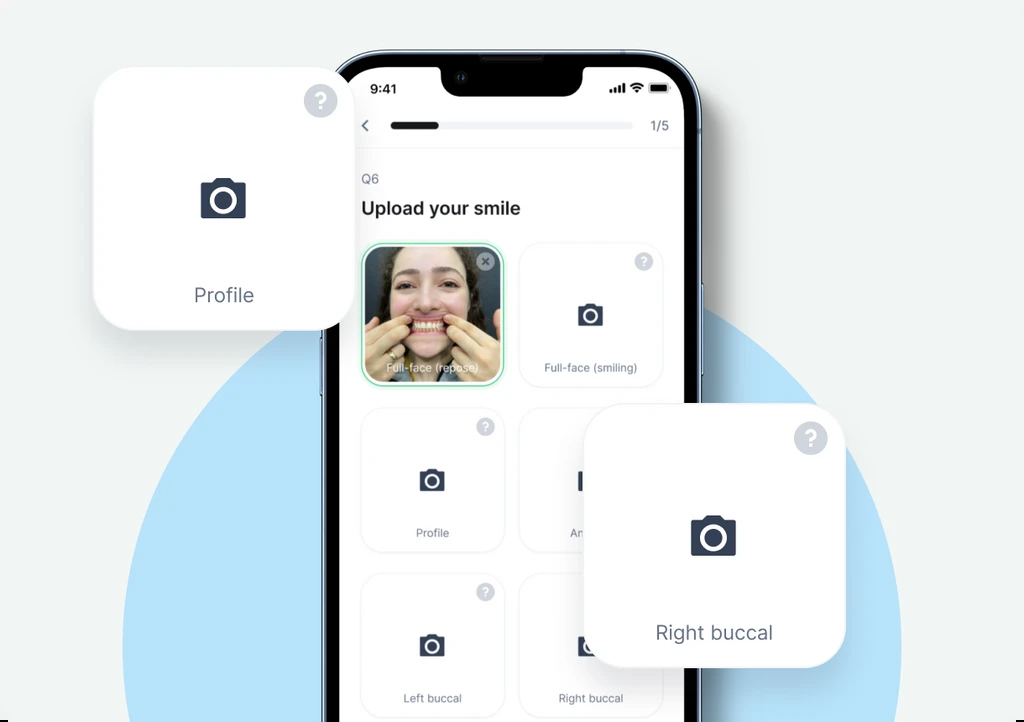 9:41
1/5
Q6
Upload your smile
Full-face (repose)
Full-face (smiling)
Profile
Profile
An
Left buccal
Right buccal
Right buccal
?
?
?
?
?